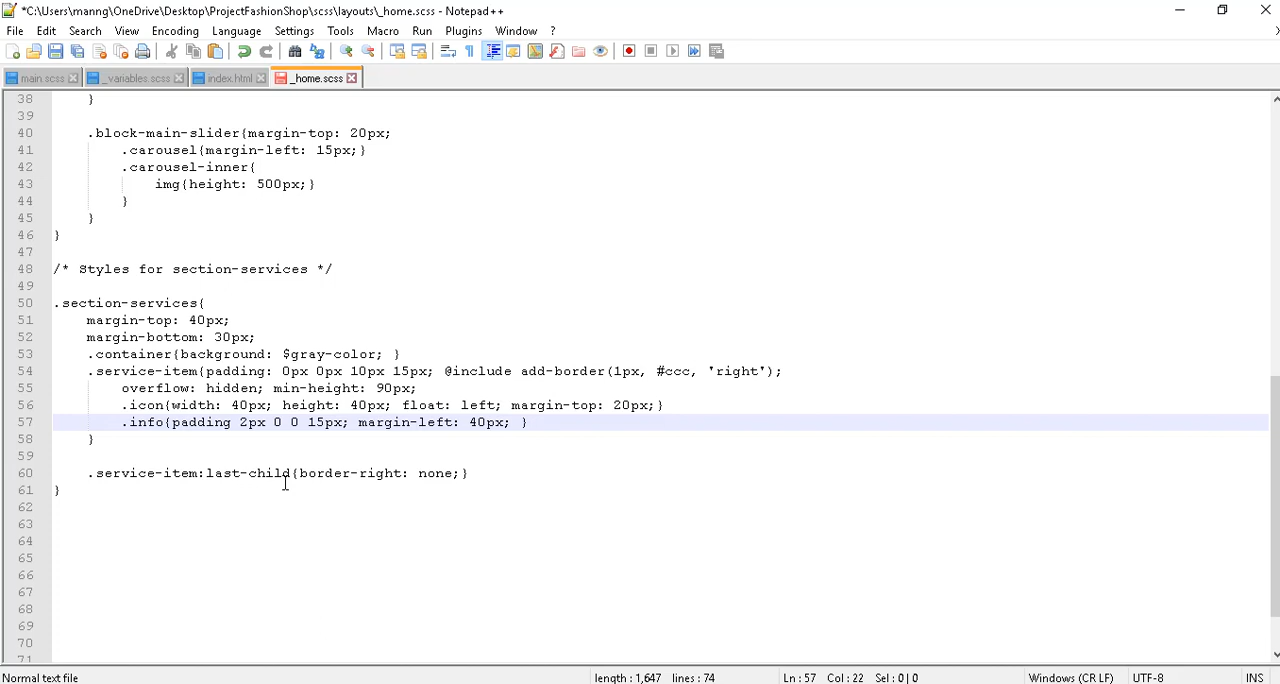 *C:\Users\manng\OneDrive\Desktop\ProjectFashionShop\scss\layouts\_home.scss - Notepad++
File Edit Search View Encoding Language Settings Tools Macro Run Plugins Window ?
main.scss _variables.scss index.html _home.scss
38 }
39
40 .block-main-slider{margin-top: 20px;
41 .carousel{margin-left: 15px;}
42 .carousel-inner{
43 img{height: 500px;}
44 }
45 }
46 }
47
48 /* Styles for section-services */
49
50 .section-services{
51 margin-top: 40px;
52 margin-bottom: 30px;
53 .container{background: $gray-color; }
54 .service-item{padding: 0px 0px 10px 15px; @include add-border(1px, #ccc, 'right');
55 overflow: hidden; min-height: 90px;
56 .icon{width: 40px; height: 40px; float: left; margin-top: 20px;}
57 .info{padding 2px 0 0 15px; margin-left: 40px; }
58 }
59
60 .service-item:last-child{border-right: none;}
61 }
62
63
64
65
66
67
68
69
70
71
Normal text file length : 1,647 lines : 74 Ln : 57 Col : 22 Sel : 0 | 0 Windows (CR LF) UTF-8 INS